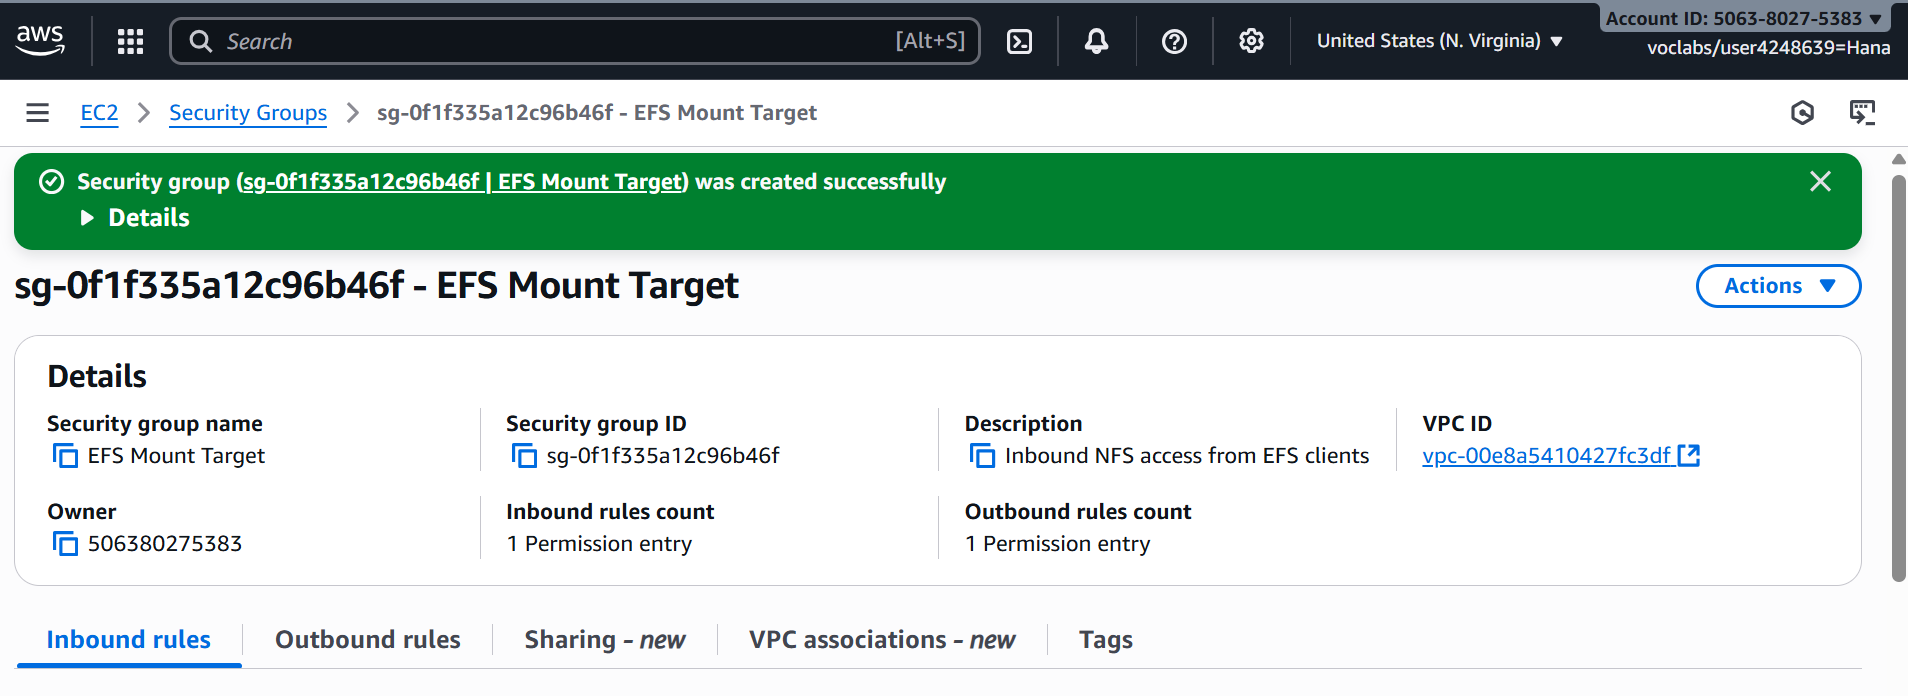 aws
Search
[Alt+S]
United States (N. Virginia)
Account ID: 5063-8027-5383
voclabs/user4248639=Hana
EC2
Security Groups
sg-0f1f335a12c96b46f - EFS Mount Target
Security group (sg-0f1f335a12c96b46f | EFS Mount Target) was created successfully
Details
sg-0f1f335a12c96b46f - EFS Mount Target
Actions
Details
Security group name
EFS Mount Target
Security group ID
sg-0f1f335a12c96b46f
Description
Inbound NFS access from EFS clients
VPC ID
vpc-00e8a5410427fc3df
Owner
506380275383
Inbound rules count
1 Permission entry
Outbound rules count
1 Permission entry
Inbound rules
Outbound rules
Sharing - new
VPC associations - new
Tags